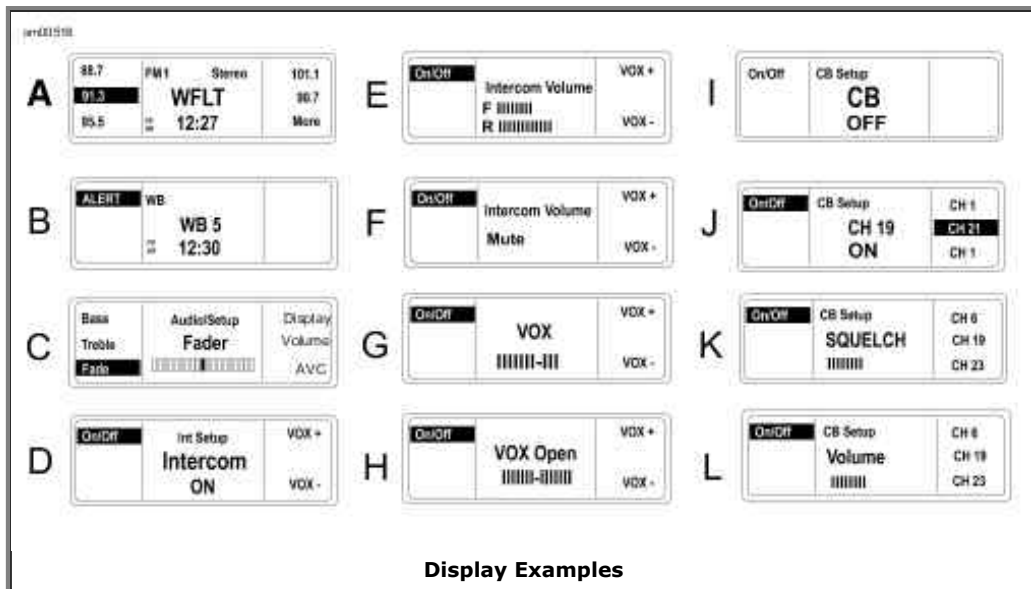 A
88.7 FM1 Stereo 101.1
91.3 WFLT
95.5 12:27 More
B
ALERT WB
WB 5
12:30
C
Bass Audio/Setup Display
Treble Fader Volume
Fade AVC
D
On/Off Int Setup VOX +
Intercom
ON VOX -
E
On/Off VOX +
Intercom Volume
F
R VOX -
F
On/Off VOX +
Intercom Volume
Mute VOX -
G
On/Off VOX +
VOX
VOX -
H
On/Off VOX +
VOX Open
VOX -
I
On/Off CB Setup
CB
OFF
J
On/Off CB Setup CH 1
CH 19 CH 21
ON CH 1
K
On/Off CB Setup CH 6
SQUELCH CH 19
CH 23
L
On/Off CB Setup CH 6
Volume CH 19
CH 23
Display Examples